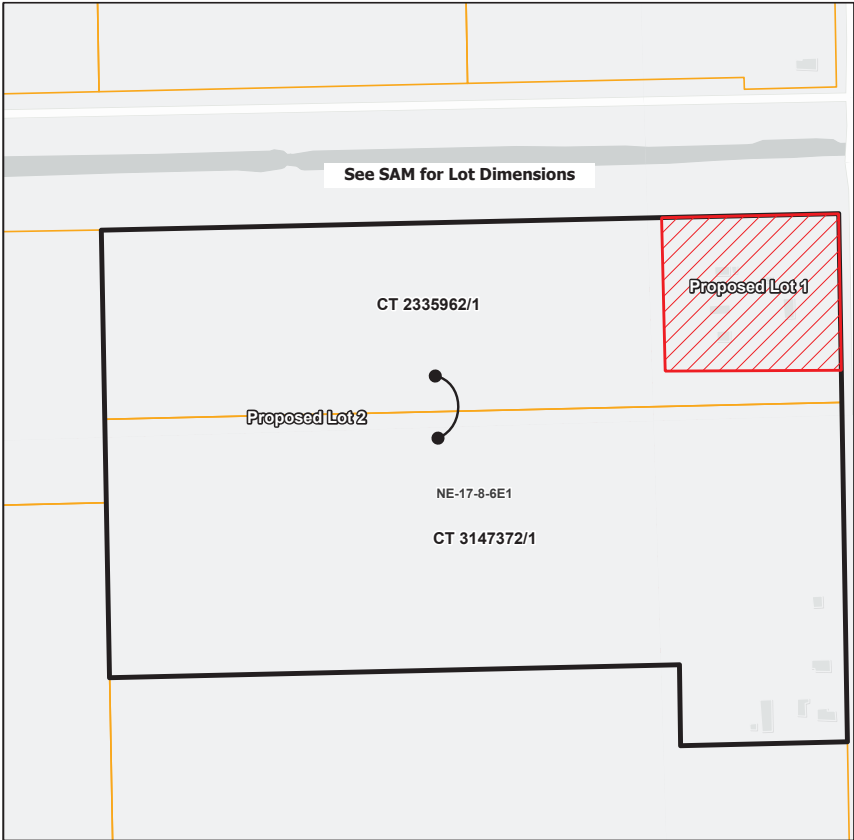 See SAM for Lot Dimensions
Proposed Lot 1
CT 2335962/1
Proposed Lot 2
NE-17-8-6E1
CT 3147372/1